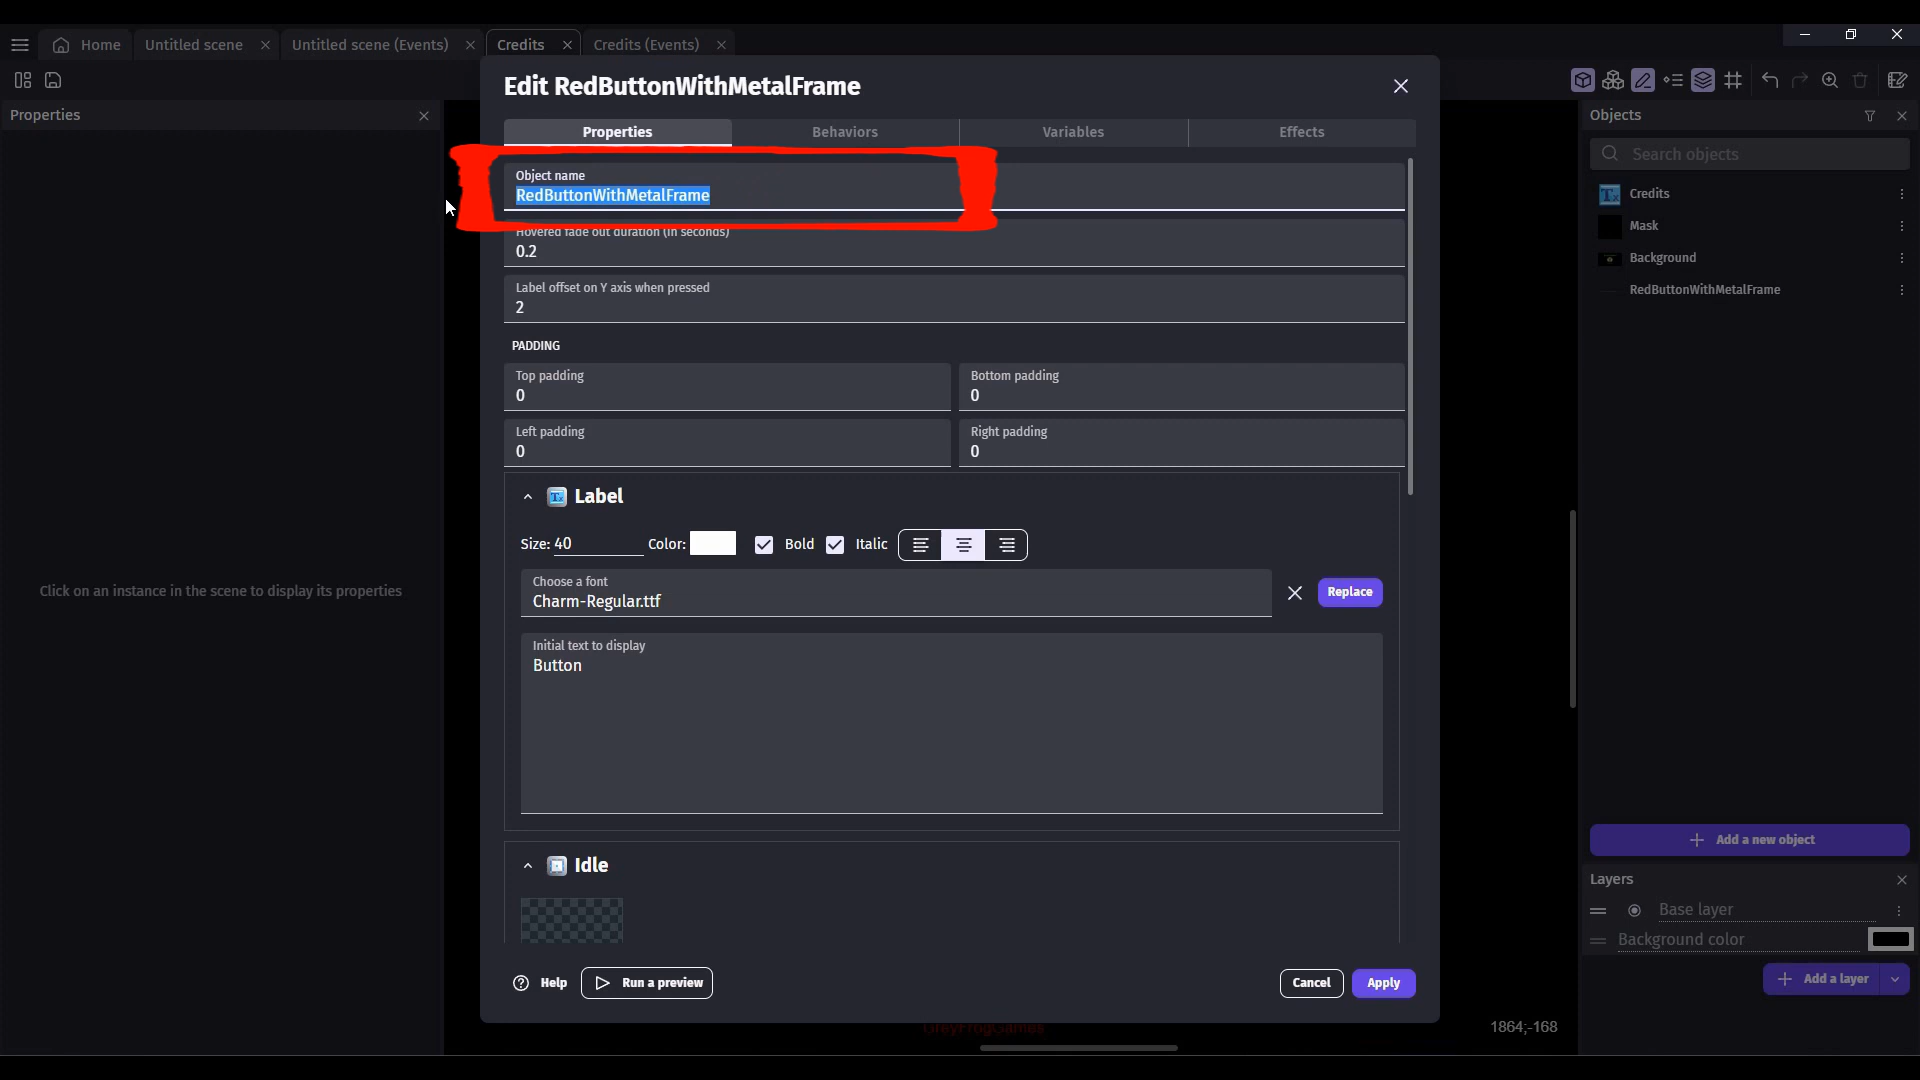 Home
Untitled scene
Untitled scene (Events)
Credits
Credits (Events)
Properties
Click on an instance in the scene to display its properties
Edit RedButtonWithMetalFrame
Properties
Behaviors
Variables
Effects
Object name
RedButtonWithMetalFrame
Hovered fade out duration (in seconds)
0.2
Label offset on Y axis when pressed
2
PADDING
Top padding
0
Bottom padding
0
Left padding
0
Right padding
0
Label
Size: 40
Color:
Bold
Italic
Choose a font
Charm-Regular.ttf
Replace
Initial text to display
Button
Idle
Help
Run a preview
Cancel
Apply
GreyFrogGames
1864;-168
Objects
Search objects
Credits
Mask
Background
RedButtonWithMetalFrame
Add a new object
Layers
Base layer
Background color
Add a layer